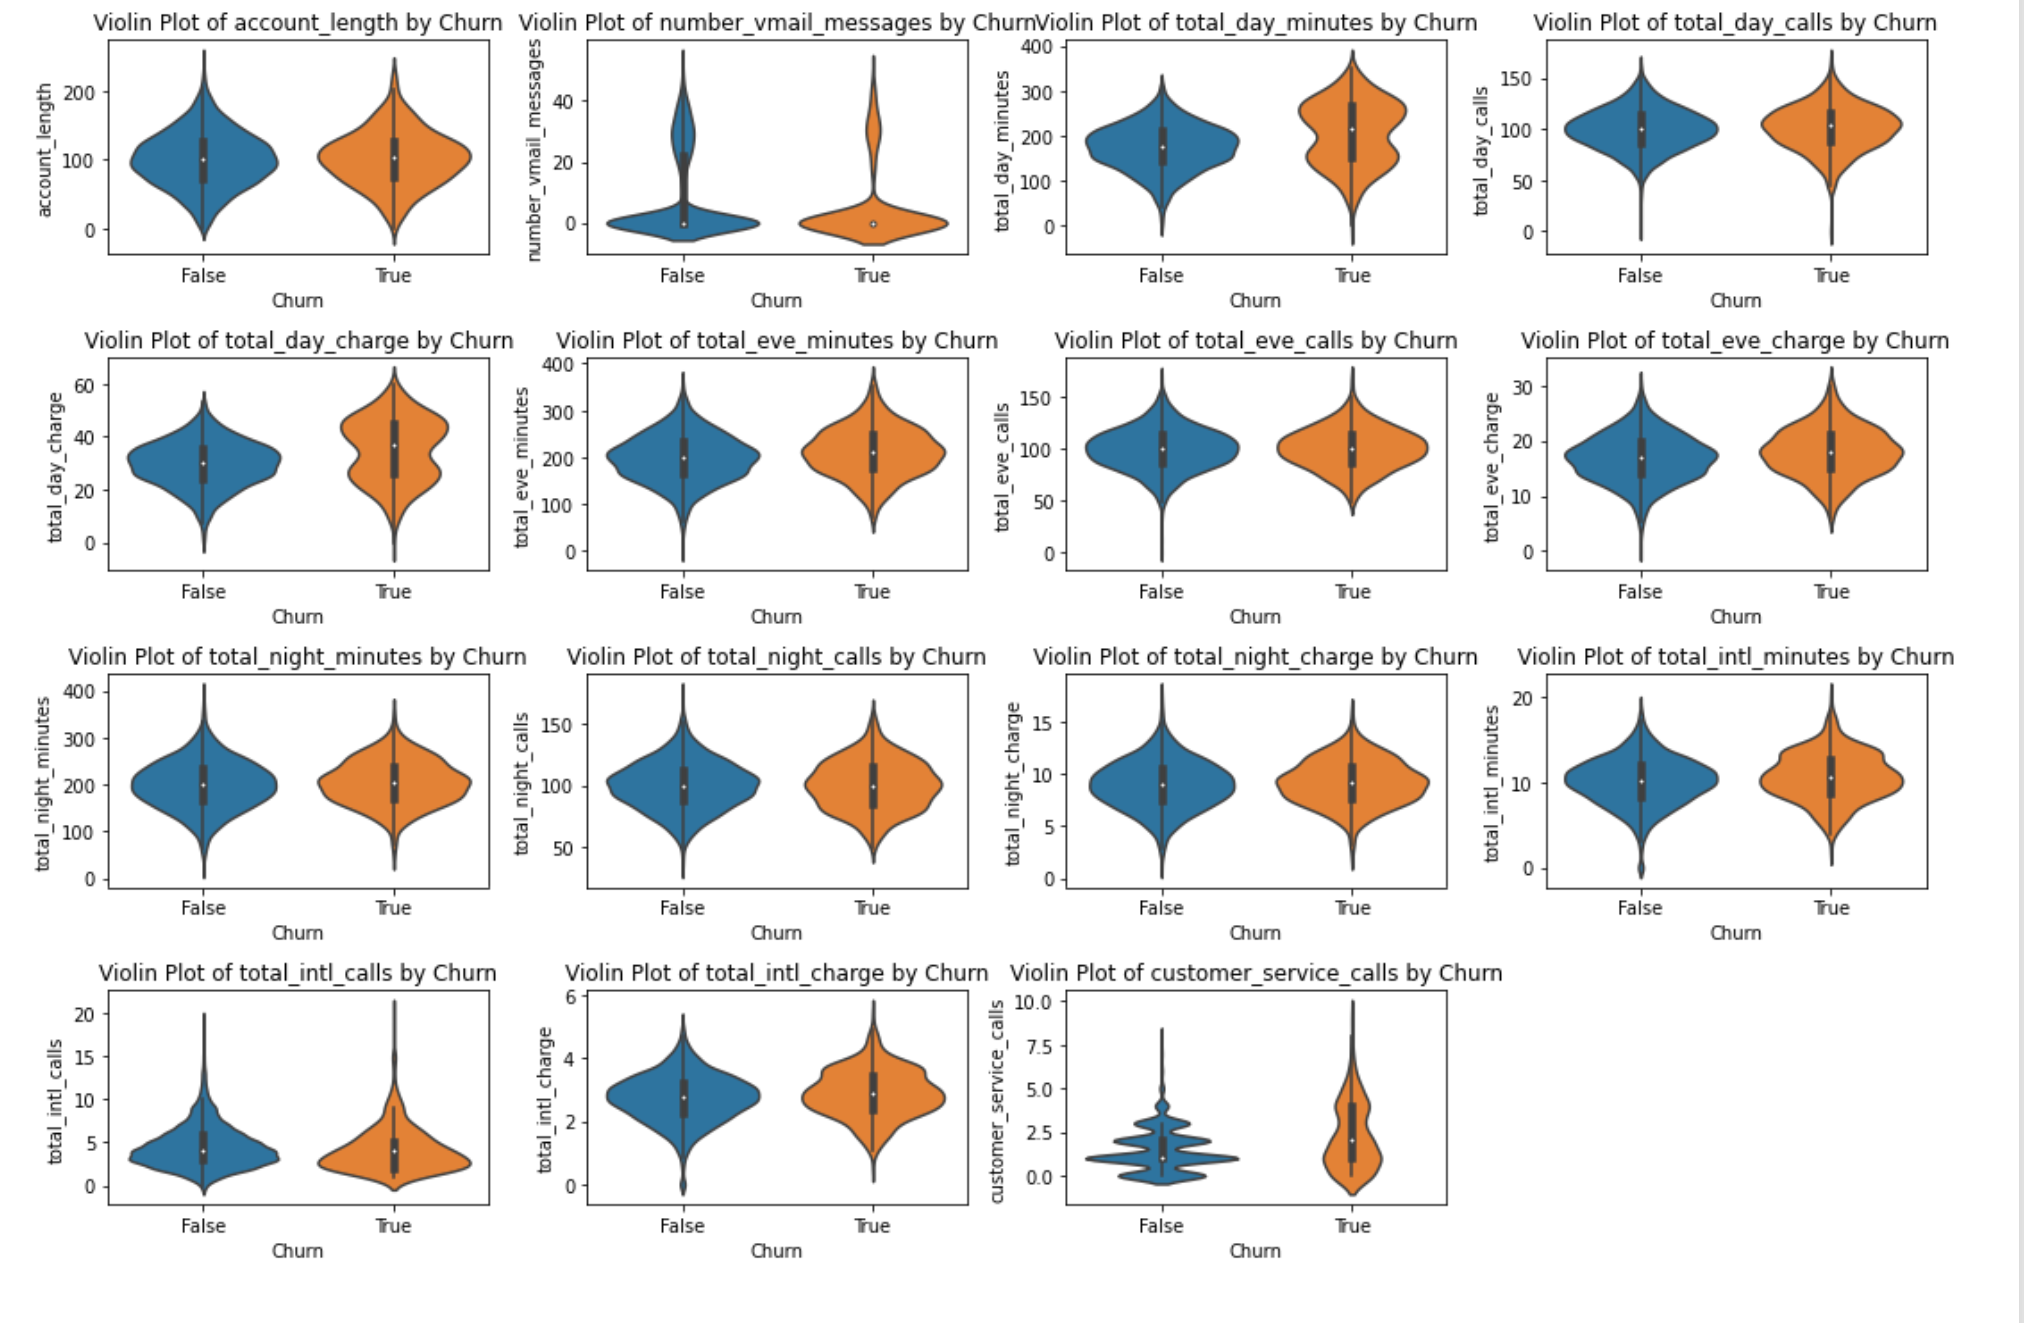 Violin Plot of account_length by Churn
200
100
0
account_length
False True
Churn
Violin Plot of number_vmail_messages by Churn
40
20
0
number_vmail_messages
False True
Churn
Violin Plot of total_day_minutes by Churn
400
300
200
100
0
total_day_minutes
False True
Churn
Violin Plot of total_day_calls by Churn
150
100
50
0
total_day_calls
False True
Churn
Violin Plot of total_day_charge by Churn
60
40
20
0
total_day_charge
False True
Churn
Violin Plot of total_eve_minutes by Churn
400
300
200
100
0
total_eve_minutes
False True
Churn
Violin Plot of total_eve_calls by Churn
150
100
50
0
total_eve_calls
False True
Churn
Violin Plot of total_eve_charge by Churn
30
20
10
0
total_eve_charge
False True
Churn
Violin Plot of total_night_minutes by Churn
400
300
200
100
0
total_night_minutes
False True
Churn
Violin Plot of total_night_calls by Churn
150
100
50
total_night_calls
False True
Churn
Violin Plot of total_night_charge by Churn
15
10
5
0
total_night_charge
False True
Churn
Violin Plot of total_intl_minutes by Churn
20
10
0
total_intl_minutes
False True
Churn
Violin Plot of total_intl_calls by Churn
20
15
10
5
0
total_intl_calls
False True
Churn
Violin Plot of total_intl_charge by Churn
6
4
2
0
total_intl_charge
False True
Churn
Violin Plot of customer_service_calls by Churn
10.0
7.5
5.0
2.5
0.0
customer_service_calls
False True
Churn